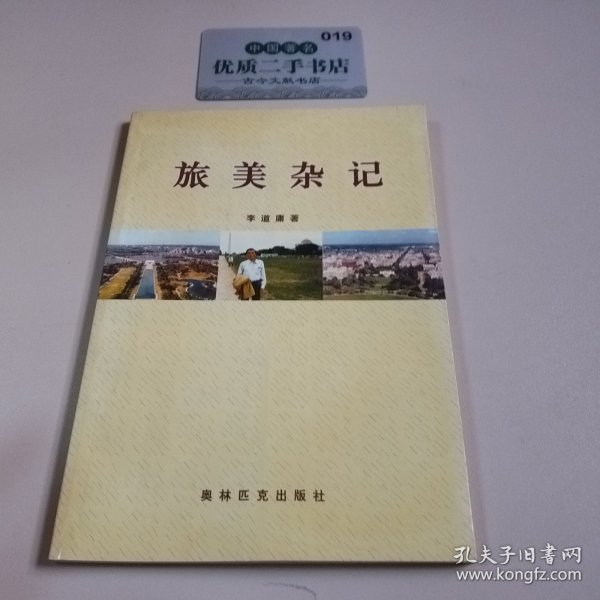 019
中国著名
优质二手书店
古今文献书店
旅美杂记
李道庸著
奥林匹克出版社
孔夫子旧书网
www.kongfz.com